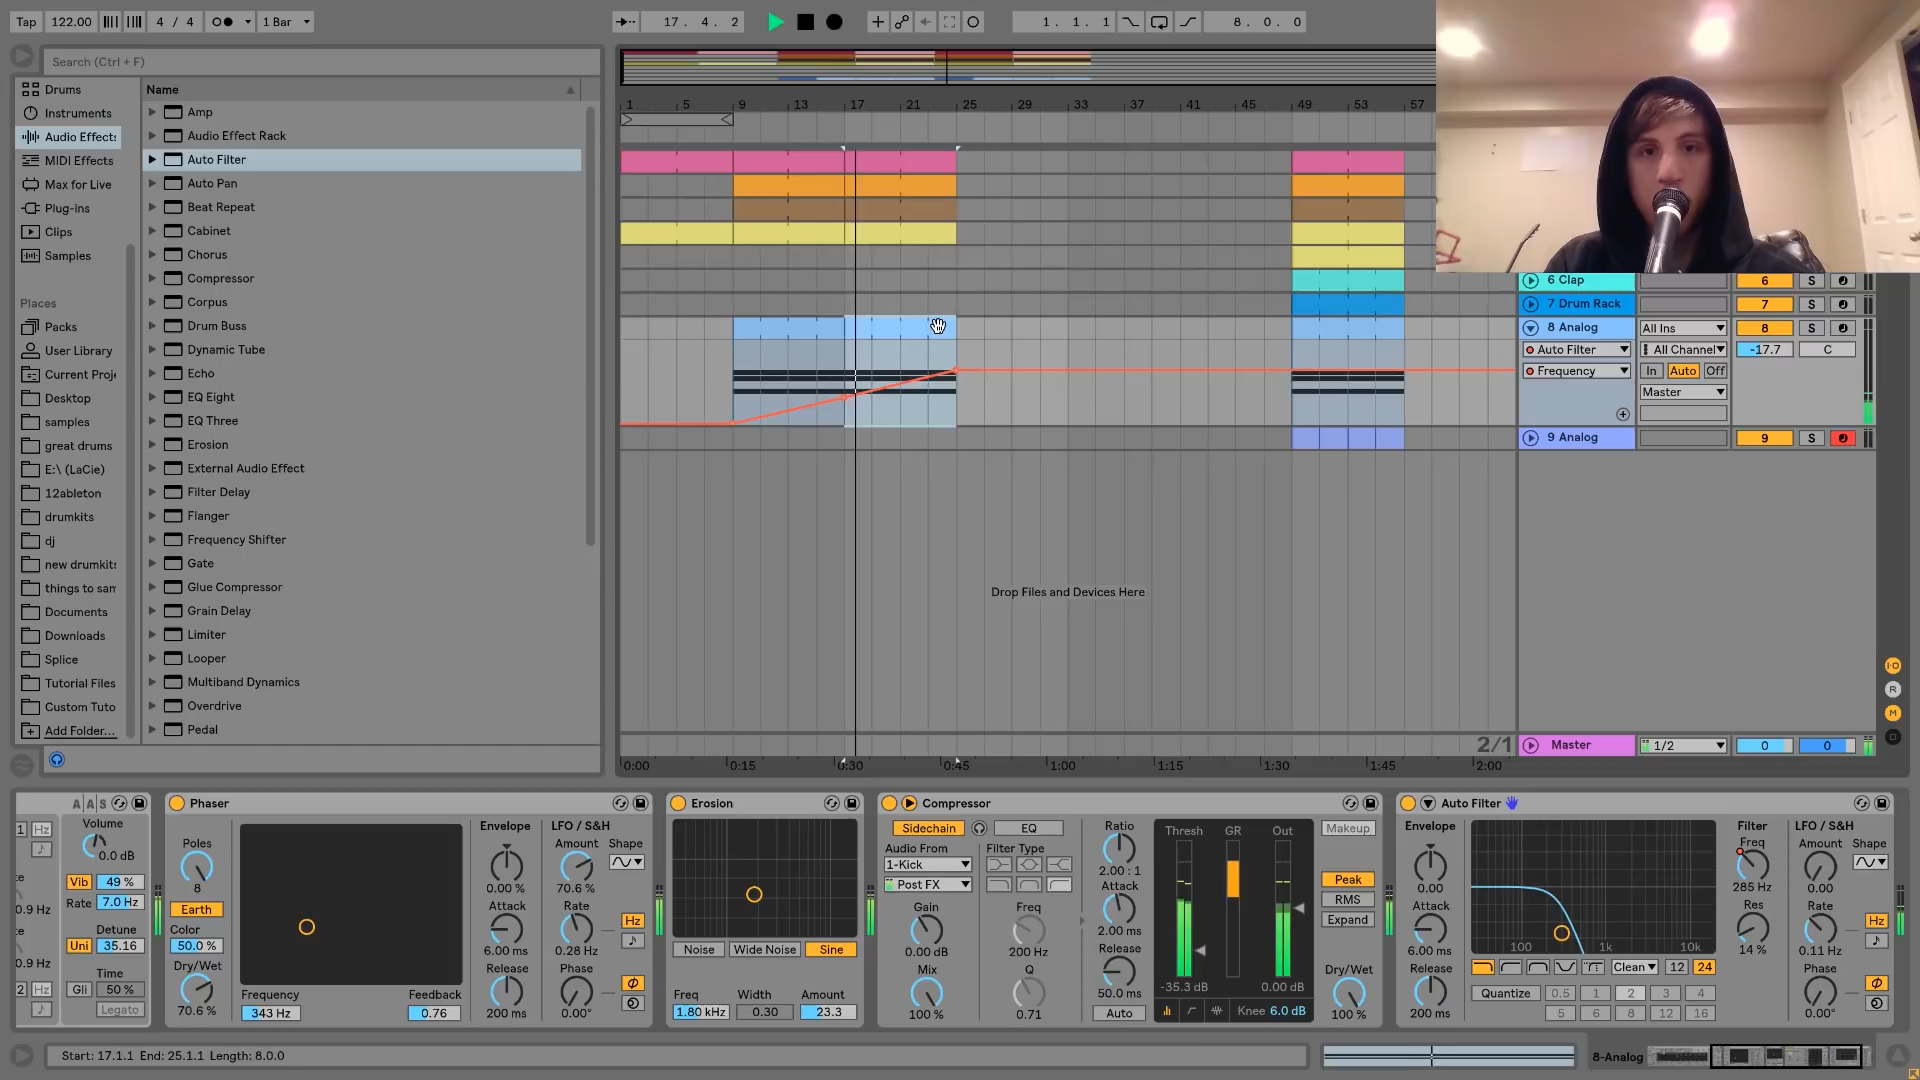 Tap 122.00 4 / 4 1 Bar 17 . 4 . 2 1 . 1 . 1 8 . 0 . 0
Search (Ctrl + F)
Drums
Instruments
Audio Effects
MIDI Effects
Max for Live
Plug-ins
Clips
Samples
Places
Packs
User Library
Current Proje
Desktop
samples
great drums
E:\ (LaCie)
12ableton
drumkits
dj
new drumkits
things to sam
Documents
Downloads
Splice
Tutorial Files
Custom Tuto
Add Folder...
Name
Amp
Audio Effect Rack
Auto Filter
Auto Pan
Beat Repeat
Cabinet
Chorus
Compressor
Corpus
Drum Buss
Dynamic Tube
Echo
EQ Eight
EQ Three
Erosion
External Audio Effect
Filter Delay
Flanger
Frequency Shifter
Gate
Glue Compressor
Grain Delay
Limiter
Looper
Multiband Dynamics
Overdrive
Pedal
1 5 9 13 17 21 25 29 33 37 41 45 49 53 57
6 Clap 6 S
7 Drum Rack 7 S
8 Analog All Ins 8 S
Auto Filter All Channel -17.7 C
Frequency In Auto Off
Master
9 Analog 9 S
Drop Files and Devices Here
2/1
Master 1/2 0 0
0:00 0:15 0:30 0:45 1:00 1:15 1:30 1:45 2:00
I·O
R
M
D
A A S
Volume
0.0 dB
1 Hz
Vib 49 %
Rate 7.0 Hz
0.9 Hz
Detune
Uni 35.16
0.9 Hz
Time
2 Hz Gli 50 %
Legato
Phaser
Poles
8
Earth
Color
50.0 %
Dry/Wet
70.6 %
Frequency Feedback
343 Hz 0.76
Envelope
0.00 %
Attack
6.00 ms
Release
200 ms
LFO / S&H
Amount Shape
70.6 %
Rate Hz
0.28 Hz
Phase
0.00°
Erosion
Noise Wide Noise Sine
Freq Width Amount
1.80 kHz 0.30 23.3
Compressor
Sidechain EQ
Audio From Filter Type
1-Kick
Post FX
Gain Freq
0.00 dB 200 Hz
Mix Q
100 % 0.71
Ratio
2.00 : 1
Attack
2.00 ms
Release
50.0 ms
Auto
Thresh GR Out
-35.3 dB 0.00 dB
Knee 6.0 dB
Makeup
Peak
RMS
Expand
Dry/Wet
100 %
Auto Filter
Envelope
0.00
Attack
6.00 ms
Release
200 ms
100 1k 10k
Clean 12 24
Quantize 0.5 1 2 3 4
5 6 8 12 16
Filter
Freq
285 Hz
Res
14 %
LFO / S&H
Amount Shape
0.00
Rate Hz
0.11 Hz
Phase
0.00°
Start: 17.1.1 End: 25.1.1 Length: 8.0.0
8-Analog